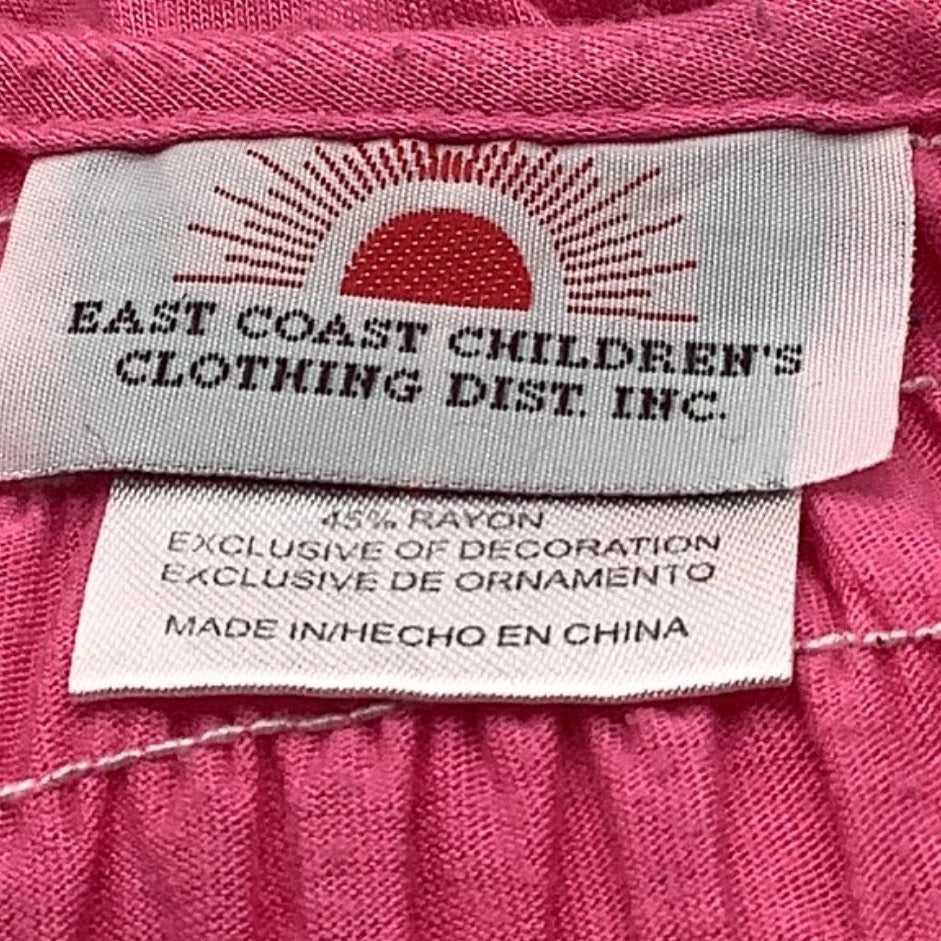 EAST COAST CHILDREN'S
CLOTHING DIST. INC.
45% RAYON
EXCLUSIVE OF DECORATION
EXCLUSIVE DE ORNAMENTO
MADE IN/HECHO EN CHINA